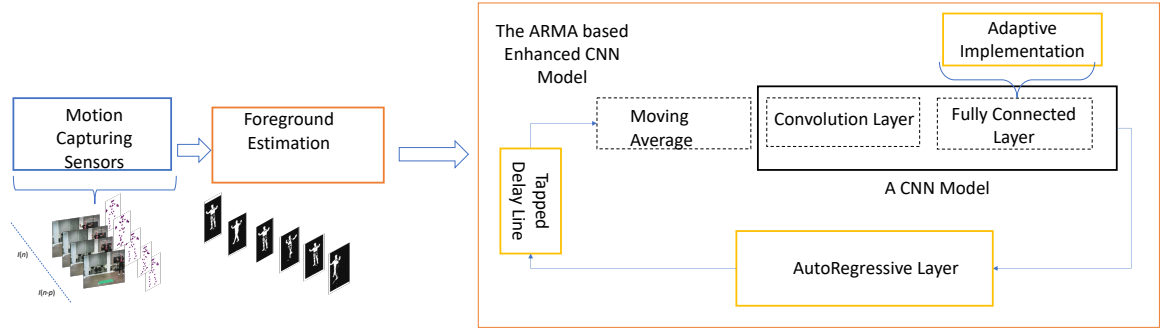 Motion
Capturing
Sensors
I(n)
I(n-p)
Foreground
Estimation
The ARMA based
Enhanced CNN
Model
Tapped
Delay Line
Moving
Average
Convolution Layer
Adaptive
Implementation
Fully Connected
Layer
A CNN Model
AutoRegressive Layer